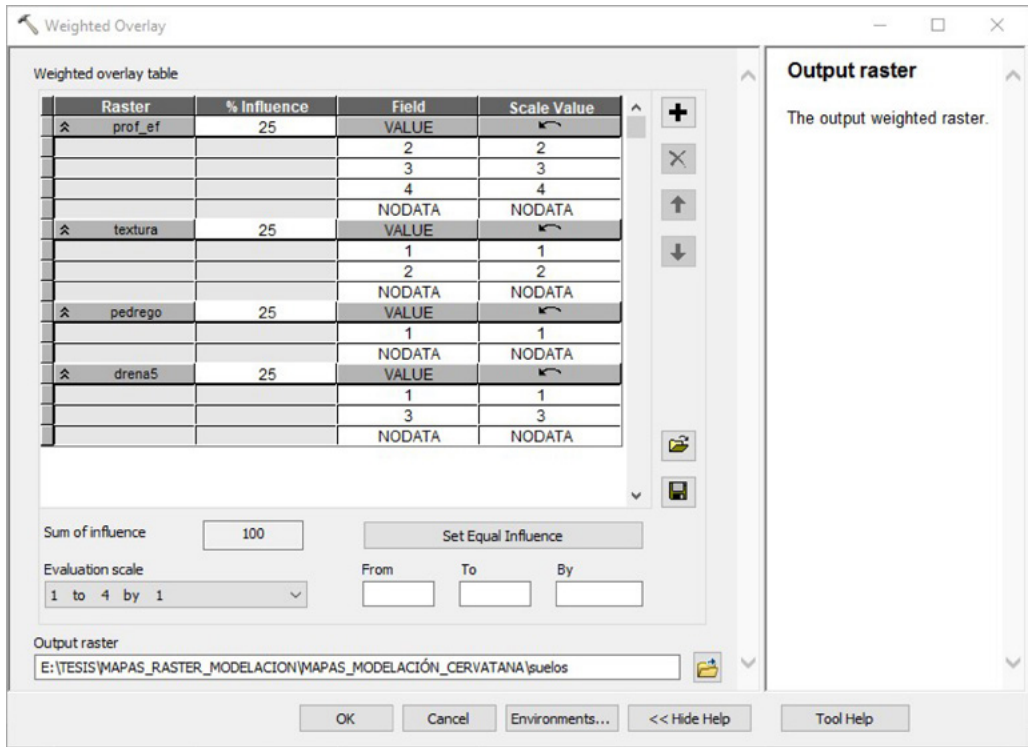 Weighted Overlay
Weighted overlay table
Raster % Influence Field Scale Value
prof_ef 25 VALUE
2 2
3 3
4 4
NODATA NODATA
textura 25 VALUE
1 1
2 2
NODATA NODATA
pedrego 25 VALUE
1 1
NODATA NODATA
drena5 25 VALUE
1 1
3 3
NODATA NODATA
Sum of influence 100 Set Equal Influence
Evaluation scale From To By
1 to 4 by 1
Output raster
E:\TESIS\MAPAS_RASTER_MODELACION\MAPAS_MODELACIÓN_CERVATANA\suelos
OK Cancel Environments... << Hide Help Tool Help
Output raster
The output weighted raster.